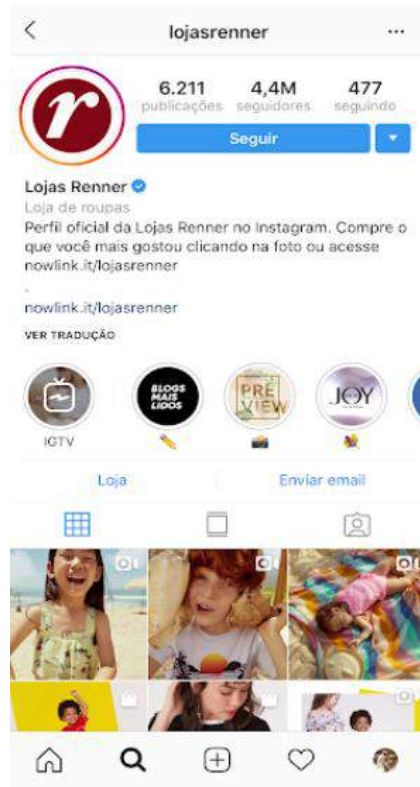 lojasrenner
r
6.211 4,4M 477
publicações seguidores seguindo
Seguir
Lojas Renner
Loja de roupas
Perfil oficial da Lojas Renner no Instagram. Compre o
que você mais gostou clicando na foto ou acesse
nowlink.it/lojasrenner
.
nowlink.it/lojasrenner
VER TRADUÇÃO
BLOGS
MAIS
LIDOS
PRE
VIEW
JOY
IGTV
Loja Enviar email